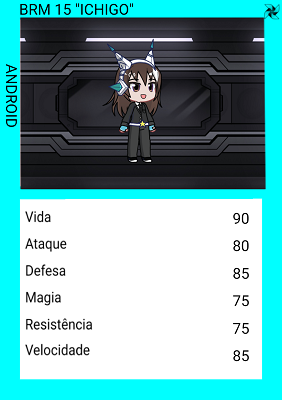 BRM 15 "ICHIGO"
ANDROID
Vida 90
Ataque 80
Defesa 85
Magia 75
Resistência 75
Velocidade 85